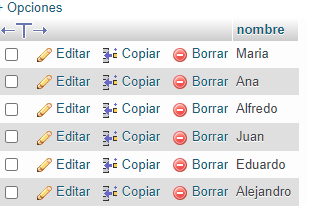 + Opciones
nombre
Editar Copiar Borrar Maria
Editar Copiar Borrar Ana
Editar Copiar Borrar Alfredo
Editar Copiar Borrar Juan
Editar Copiar Borrar Eduardo
Editar Copiar Borrar Alejandro